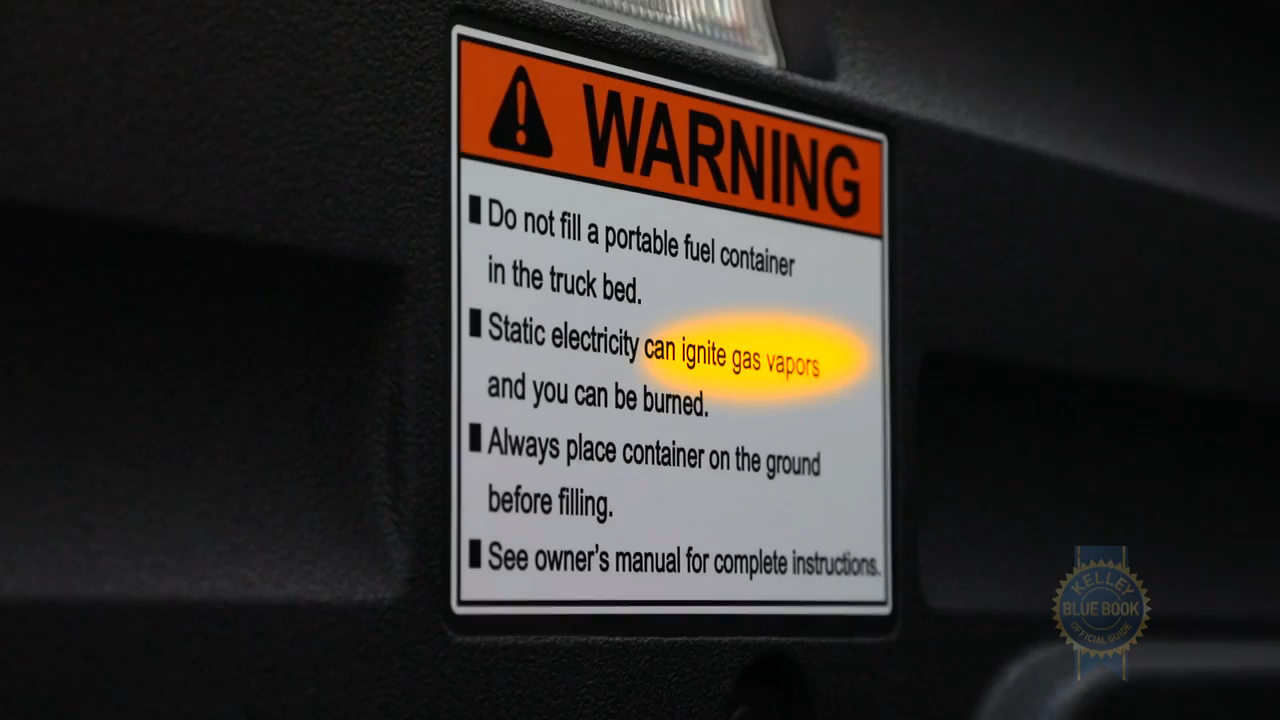 WARNING
Do not fill a portable fuel container
in the truck bed.
Static electricity can ignite gas vapors
and you can be burned.
Always place container on the ground
before filling.
See owner's manual for complete instructions.
KELLEY
BLUE BOOK
OFFICIAL GUIDE